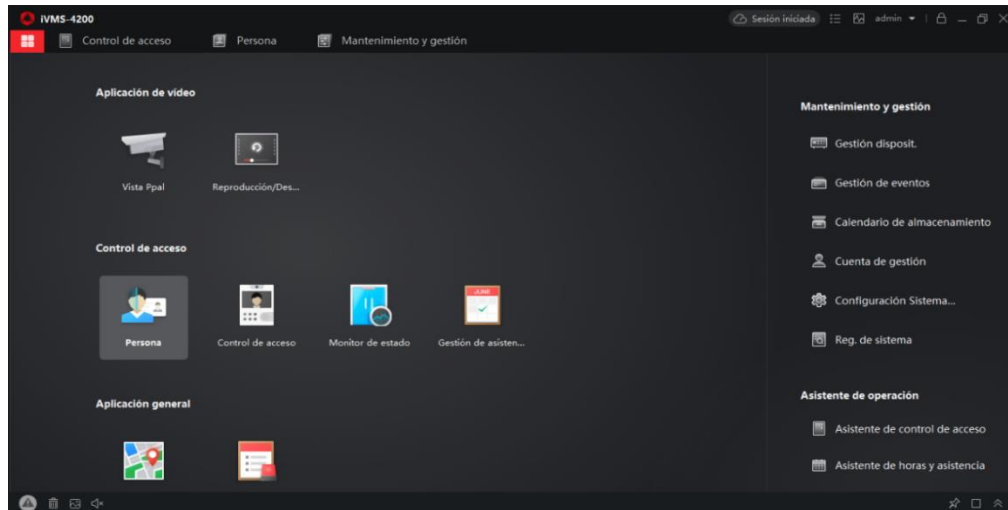 iVMS-4200
Sesión iniciada
admin
Control de acceso
Persona
Mantenimiento y gestión
Aplicación de vídeo
Vista Ppal
Reproducción/Des...
Control de acceso
Persona
Control de acceso
Monitor de estado
JUNE
Gestión de asisten...
Aplicación general
Mantenimiento y gestión
Gestión disposit.
Gestión de eventos
Calendario de almacenamiento
Cuenta de gestión
Configuración Sistema...
Reg. de sistema
Asistente de operación
Asistente de control de acceso
Asistente de horas y asistencia